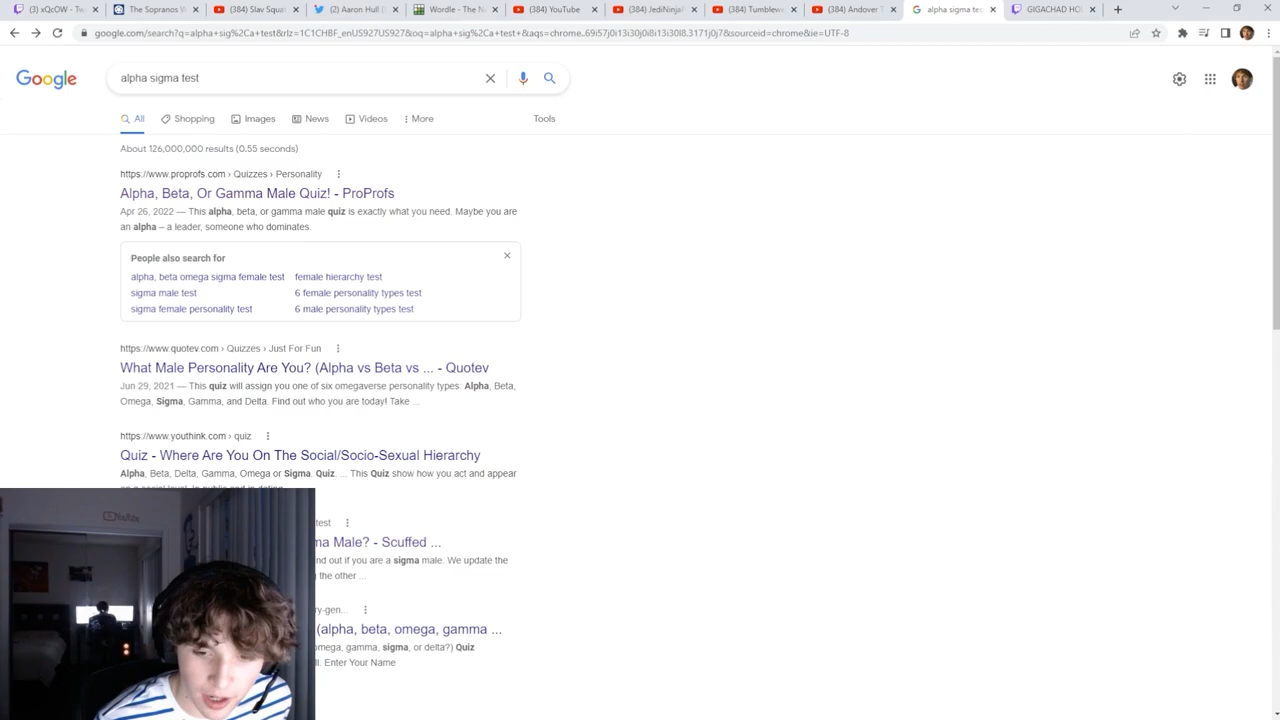 (3) xQcOW - Tw
The Sopranos W
(384) Slav Squat
(2) Aaron Hull (
Wordle - The N
(384) YouTube
(384) JediNinja
(384) Tumblewe
(384) Andover T
alpha sigma test
GIGACHAD HO
google.com/search?q=alpha+sig%2Ca+test&rlz=1C1CHBF_enUS927US927&oq=alpha+sig%2Ca+test+&aqs=chrome..69i57j0i13i30j0i8i13i30l8.3171j0j7&sourceid=chrome&ie=UTF-8
Google
alpha sigma test
All
Shopping
Images
News
Videos
More
Tools
About 126,000,000 results (0.55 seconds)
https://www.proprofs.com › Quizzes › Personality
Alpha, Beta, Or Gamma Male Quiz! - ProProfs
Apr 26, 2022 — This alpha, beta, or gamma male quiz is exactly what you need. Maybe you are
an alpha – a leader, someone who dominates.
People also search for
alpha, beta omega sigma female test
female hierarchy test
sigma male test
6 female personality types test
sigma female personality test
6 male personality types test
https://www.quotev.com › Quizzes › Just For Fun
What Male Personality Are You? (Alpha vs Beta vs ... - Quotev
Jun 29, 2021 — This quiz will assign you one of six omegaverse personality types: Alpha, Beta,
Omega, Sigma, Gamma, and Delta. Find out who you are today! Take ...
https://www.youthink.com › quiz
Quiz - Where Are You On The Social/Socio-Sexual Hierarchy
Alpha, Beta, Delta, Gamma, Omega or Sigma. Quiz. ... This Quiz show how you act and appear
test
ma Male? - Scuffed ...
nd out if you are a sigma male. We update the
the other ...
ry-gen...
(alpha, beta, omega, gamma ...
omega, gamma, sigma, or delta?) Quiz
ll. Enter Your Name
YouTube